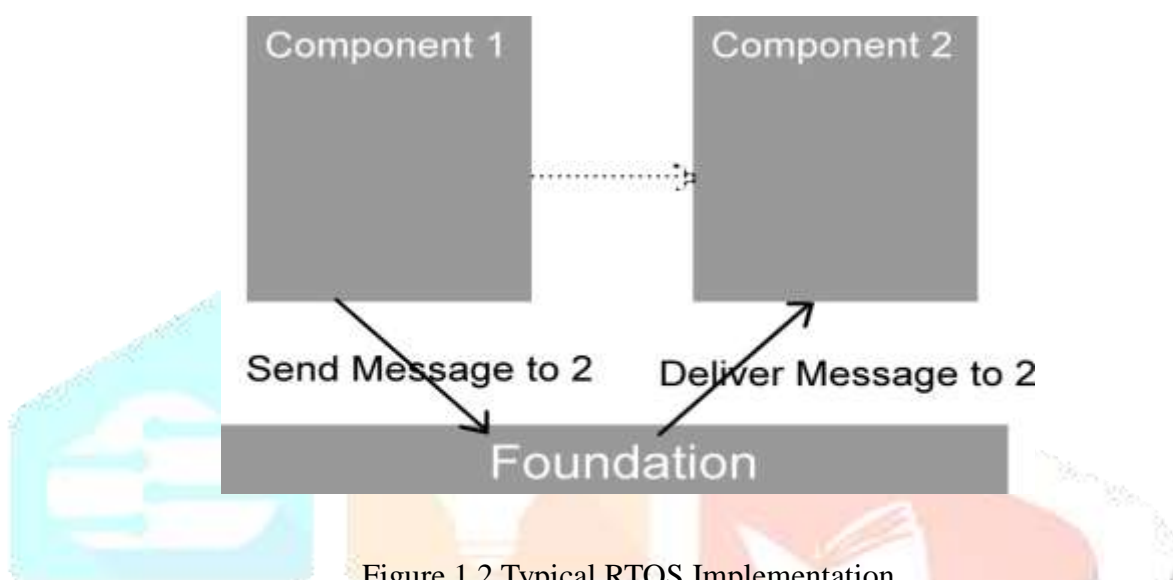 Component 1
Component 2
Send Message to 2
Deliver Message to 2
Foundation
Figure 1.2 Typical RTOS Implementation